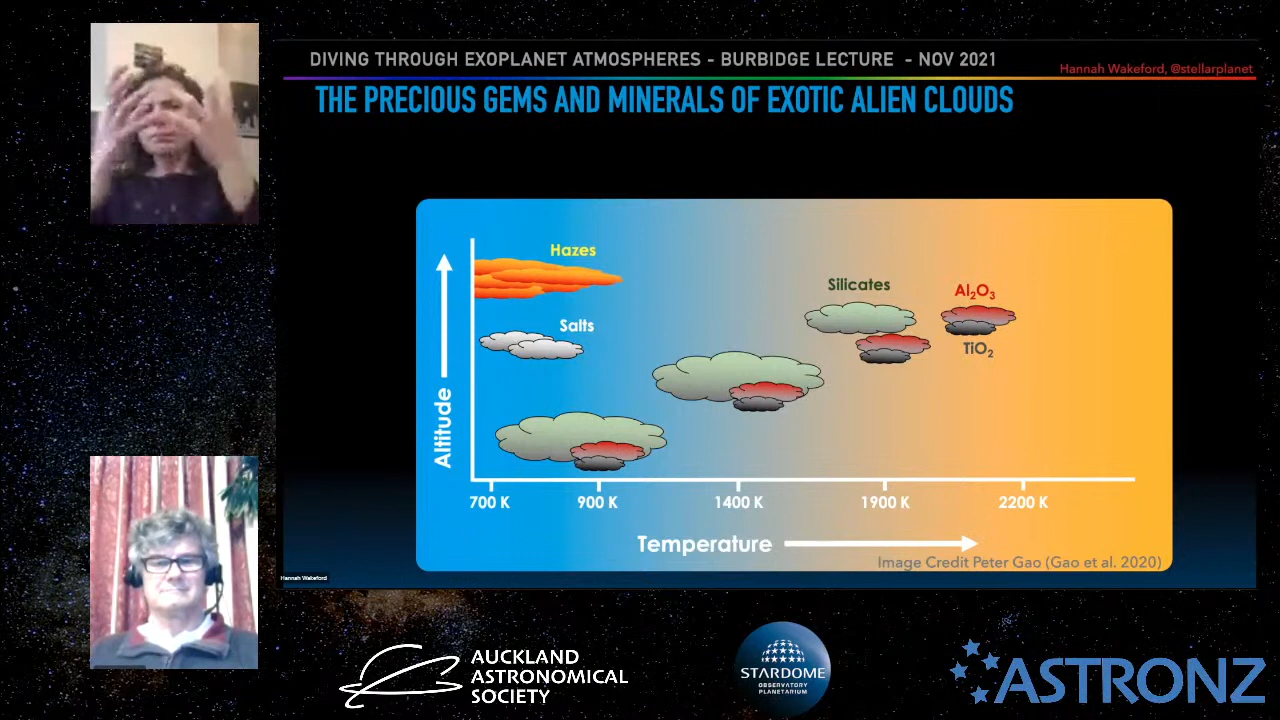 DIVING THROUGH EXOPLANET ATMOSPHERES - BURBIDGE LECTURE - NOV 2021
Hannah Wakeford, @stellarplanet
THE PRECIOUS GEMS AND MINERALS OF EXOTIC ALIEN CLOUDS
Hazes
Silicates
Al₂O₃
Salts
TiO₂
Altitude
700 K
900 K
1400 K
1900 K
2200 K
Temperature
Image Credit Peter Gao (Gao et al. 2020)
Hannah Wakeford
AUCKLAND
ASTRONOMICAL
SOCIETY
STARDOME
OBSERVATORY
PLANETARIUM
ASTRONZ